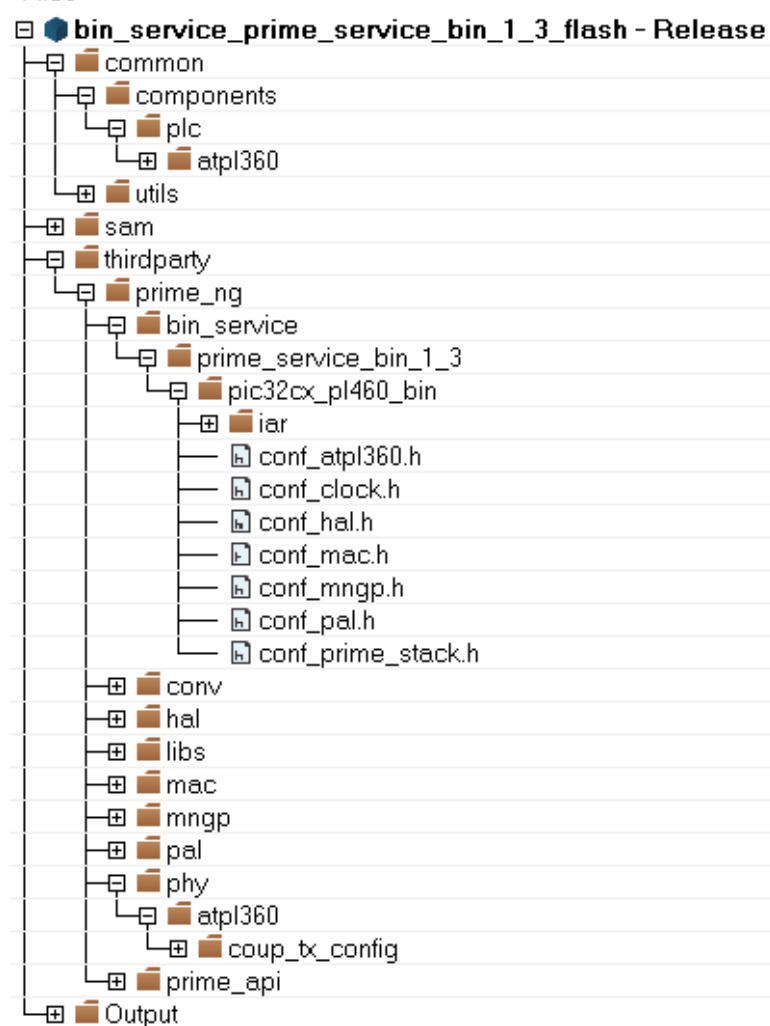 bin_service_prime_service_bin_1_3_flash - Release
common
components
plc
atpl360
utils
sam
thirdparty
prime_ng
bin_service
prime_service_bin_1_3
pic32cx_pl460_bin
iar
conf_atpl360.h
conf_clock.h
conf_hal.h
conf_mac.h
conf_mngp.h
conf_pal.h
conf_prime_stack.h
conv
hal
libs
mac
mngp
pal
phy
atpl360
coup_tx_config
prime_api
Output